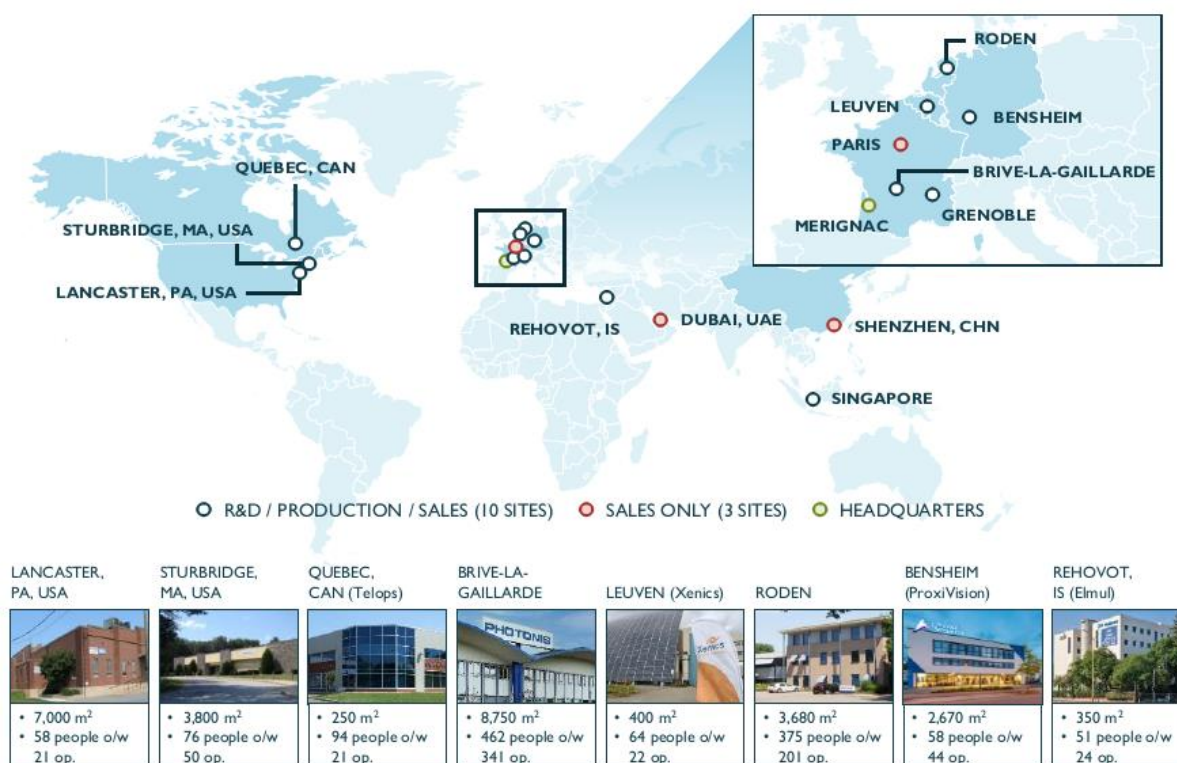 RODEN
LEUVEN
BENSHEIM
PARIS
BRIVE-LA-GAILLARDE
GRENOBLE
MERIGNAC
QUEBEC, CAN
STURBRIDGE, MA, USA
LANCASTER, PA, USA
REHOVOT, IS
DUBAI, UAE
SHENZHEN, CHN
SINGAPORE
R&D / PRODUCTION / SALES (10 SITES)
SALES ONLY (3 SITES)
HEADQUARTERS
LANCASTER,
PA, USA
• 7,000 m²
• 58 people o/w
21 op.
STURBRIDGE,
MA, USA
• 3,800 m²
• 76 people o/w
50 op.
QUEBEC,
CAN (Telops)
• 250 m²
• 94 people o/w
21 op.
BRIVE-LA-
GAILLARDE
PHOTONIS
• 8,750 m²
• 462 people o/w
341 op.
LEUVEN (Xenics)
Xenics
• 400 m²
• 64 people o/w
22 op.
RODEN
• 3,680 m²
• 375 people o/w
201 op.
BENSHEIM
(ProxiVision)
• 2,670 m²
• 58 people o/w
44 op.
REHOVOT,
IS (Elmul)
• 350 m²
• 51 people o/w
24 op.